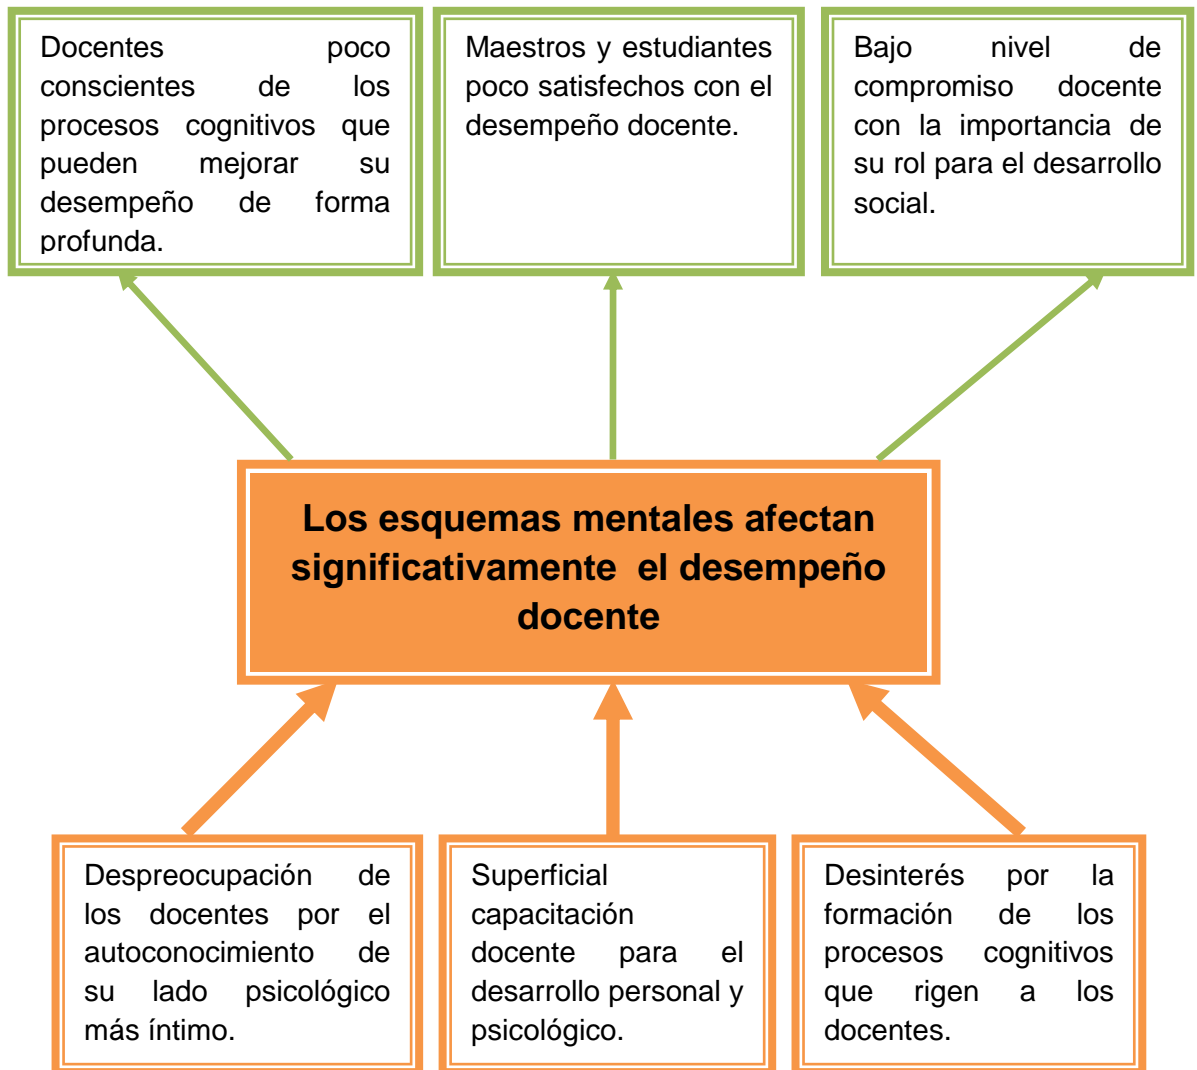 Docentes poco
conscientes de los
procesos cognitivos que
pueden mejorar su
desempeño de forma
profunda.
Maestros y estudiantes
poco satisfechos con el
desempeño docente.
Bajo nivel de
compromiso docente
con la importancia de
su rol para el desarrollo
social.
Los esquemas mentales afectan
significativamente el desempeño
docente
Despreocupación de
los docentes por el
autoconocimiento de
su lado psicológico
más íntimo.
Superficial
capacitación
docente para el
desarrollo personal y
psicológico.
Desinterés por la
formación de los
procesos cognitivos
que rigen a los
docentes.